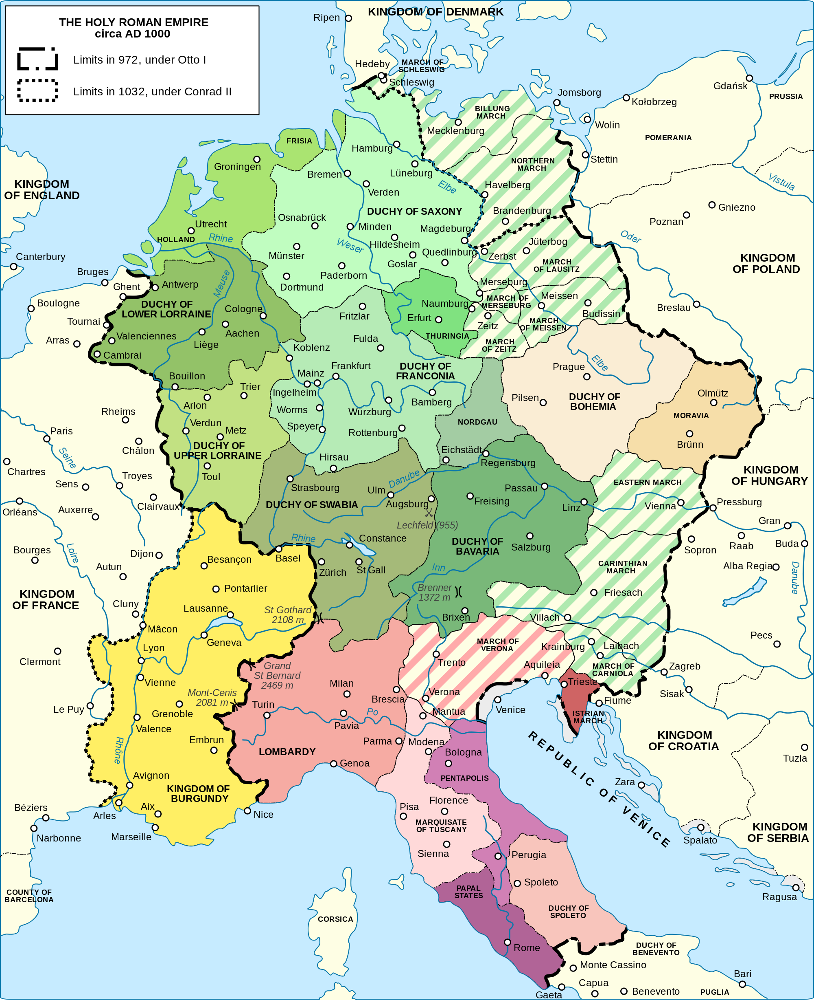 THE HOLY ROMAN EMPIRE
circa AD 1000
Limits in 972, under Otto I
Limits in 1032, under Conrad II
KINGDOM OF DENMARK
Ripen
Hedeby
MARCH OF
SCHLESWIG
Schleswig
Jomsborg
Kołobrzeg
Gdańsk
PRUSSIA
Wolin
POMERANIA
BILLUNG
MARCH
Mecklenburg
FRISIA
Hamburg
Stettin
NORTHERN
MARCH
Groningen
Bremen
Lüneburg
Elbe
Vistula
KINGDOM
OF ENGLAND
Verden
Havelberg
DUCHY OF SAXONY
Brandenburg
Gniezno
Poznan
Osnabrück
Utrecht
Minden
Magdeburg
HOLLAND
Rhine
Weser
Hildesheim
Oder
Münster
Goslar
Quedlinburg
Zerbst
Jüterbog
Canterbury
MARCH
OF LAUSITZ
KINGDOM
OF POLAND
Bruges
Paderborn
Ghent
Antwerp
Meuse
Dortmund
Merseburg
Boulogne
DUCHY OF
LOWER LORRAINE
Cologne
Naumburg
MARCH OF
MERSEBURG
Meissen
Budissin
Breslau
Tournai
Fritzlar
Erfurt
Zeitz
MARCH
OF MEISSEN
Arras
Valenciennes
Aachen
Liège
Fulda
THURINGIA
MARCH
OF ZEITZ
Cambrai
Koblenz
Frankfurt
DUCHY OF
FRANCONIA
Prague
Elbe
Bouillon
Mainz
Trier
Ingelheim
Arlon
Bamberg
Pilsen
DUCHY OF
BOHEMIA
Olmütz
Rheims
Worms
Würzburg
NORDGAU
MORAVIA
Paris
Verdun
Metz
Speyer
Rottenburg
Brünn
Châlon
DUCHY OF
UPPER LORRAINE
Hirsau
Eichstädt
Regensburg
Seine
Chartres
Troyes
Toul
Sens
Strasbourg
Ulm
Danube
Passau
EASTERN MARCH
KINGDOM
OF HUNGARY
Orléans
Auxerre
Clairvaux
DUCHY OF SWABIA
Augsburg
Freising
Linz
Vienna
Pressburg
Lechfeld (955)
Gran
Loire
Rhine
Constance
DUCHY OF
BAVARIA
Salzburg
Sopron
Raab
Buda
Bourges
Dijon
Besançon
Basel
Autun
Zürich
St Gall
Inn
CARINTHIAN
MARCH
Alba Regia
Danube
Pontarlier
KINGDOM
OF FRANCE
Brenner
1372 m
Friesach
Cluny
Lausanne
St Gothard
2108 m
Brixen
Villach
Mâcon
Geneva
Pecs
Lyon
MARCH OF
VERONA
Krainburg
Laibach
Clermont
Trento
Aquileia
MARCH OF
CARNIOLA
Zagreb
Grand
St Bernard
2469 m
Vienne
Milan
Trieste
Mont-Cenis
2081 m
Brescia
Verona
Sisak
Le Puy
Turin
Po
Mantua
Venice
Fiume
Grenoble
ISTRIAN
MARCH
Valence
Pavia
Embrun
Parma
Modena
KINGDOM
OF CROATIA
Rhône
LOMBARDY
Bologna
Tuzla
Genoa
REPUBLIC OF VENICE
Avignon
PENTAPOLIS
Zara
KINGDOM OF
BURGUNDY
Florence
Béziers
Arles
Aix
Nice
Pisa
MARQUISATE
OF TUSCANY
KINGDOM
OF SERBIA
Narbonne
Marseille
Spalato
Sienna
Perugia
Spoleto
COUNTY OF
BARCELONA
PAPAL
STATES
Ragusa
CORSICA
DUCHY OF
SPOLETO
Rome
DUCHY OF
BENEVENTO
Monte Cassino
Bari
Capua
Gaeta
Benevento
PUGLIA